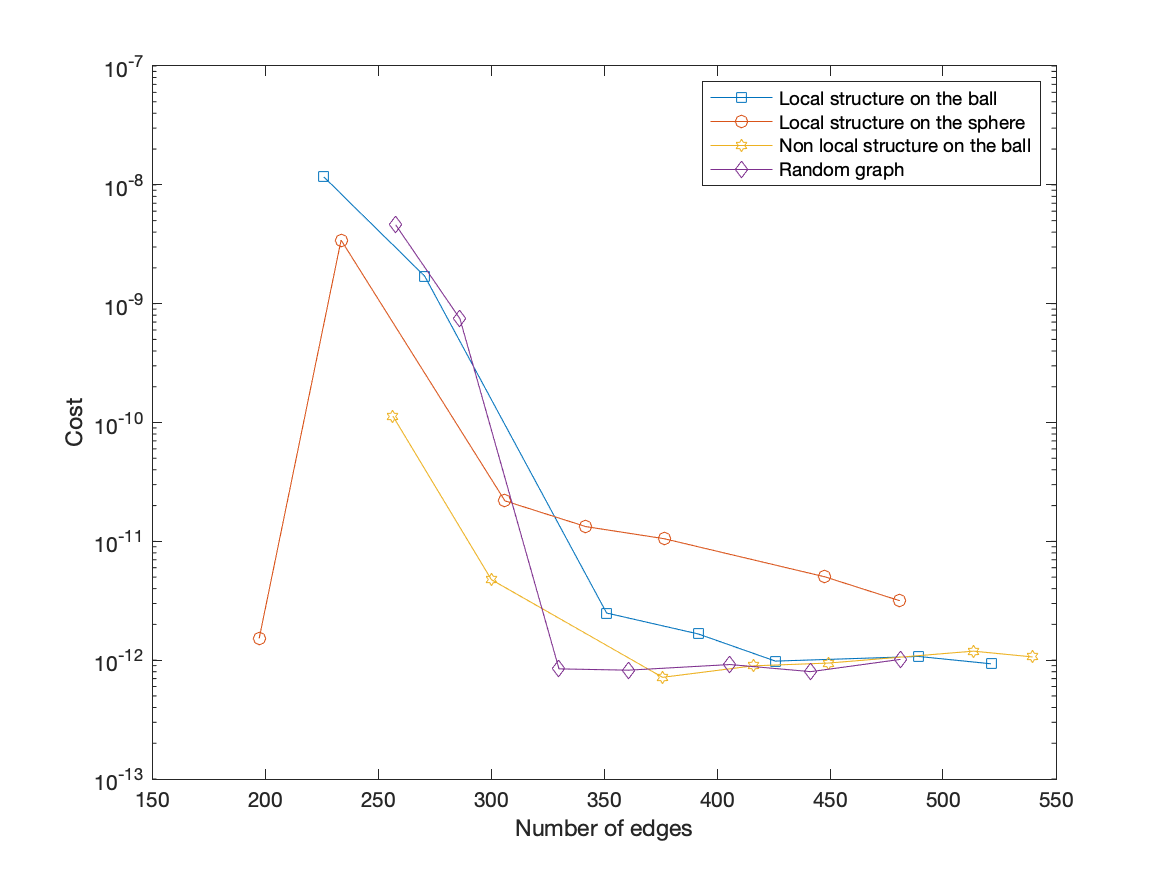 10^-7
10^-8
10^-9
10^-10
10^-11
10^-12
10^-13
Cost
Local structure on the ball
Local structure on the sphere
Non local structure on the ball
Random graph
150 200 250 300 350 400 450 500 550
Number of edges